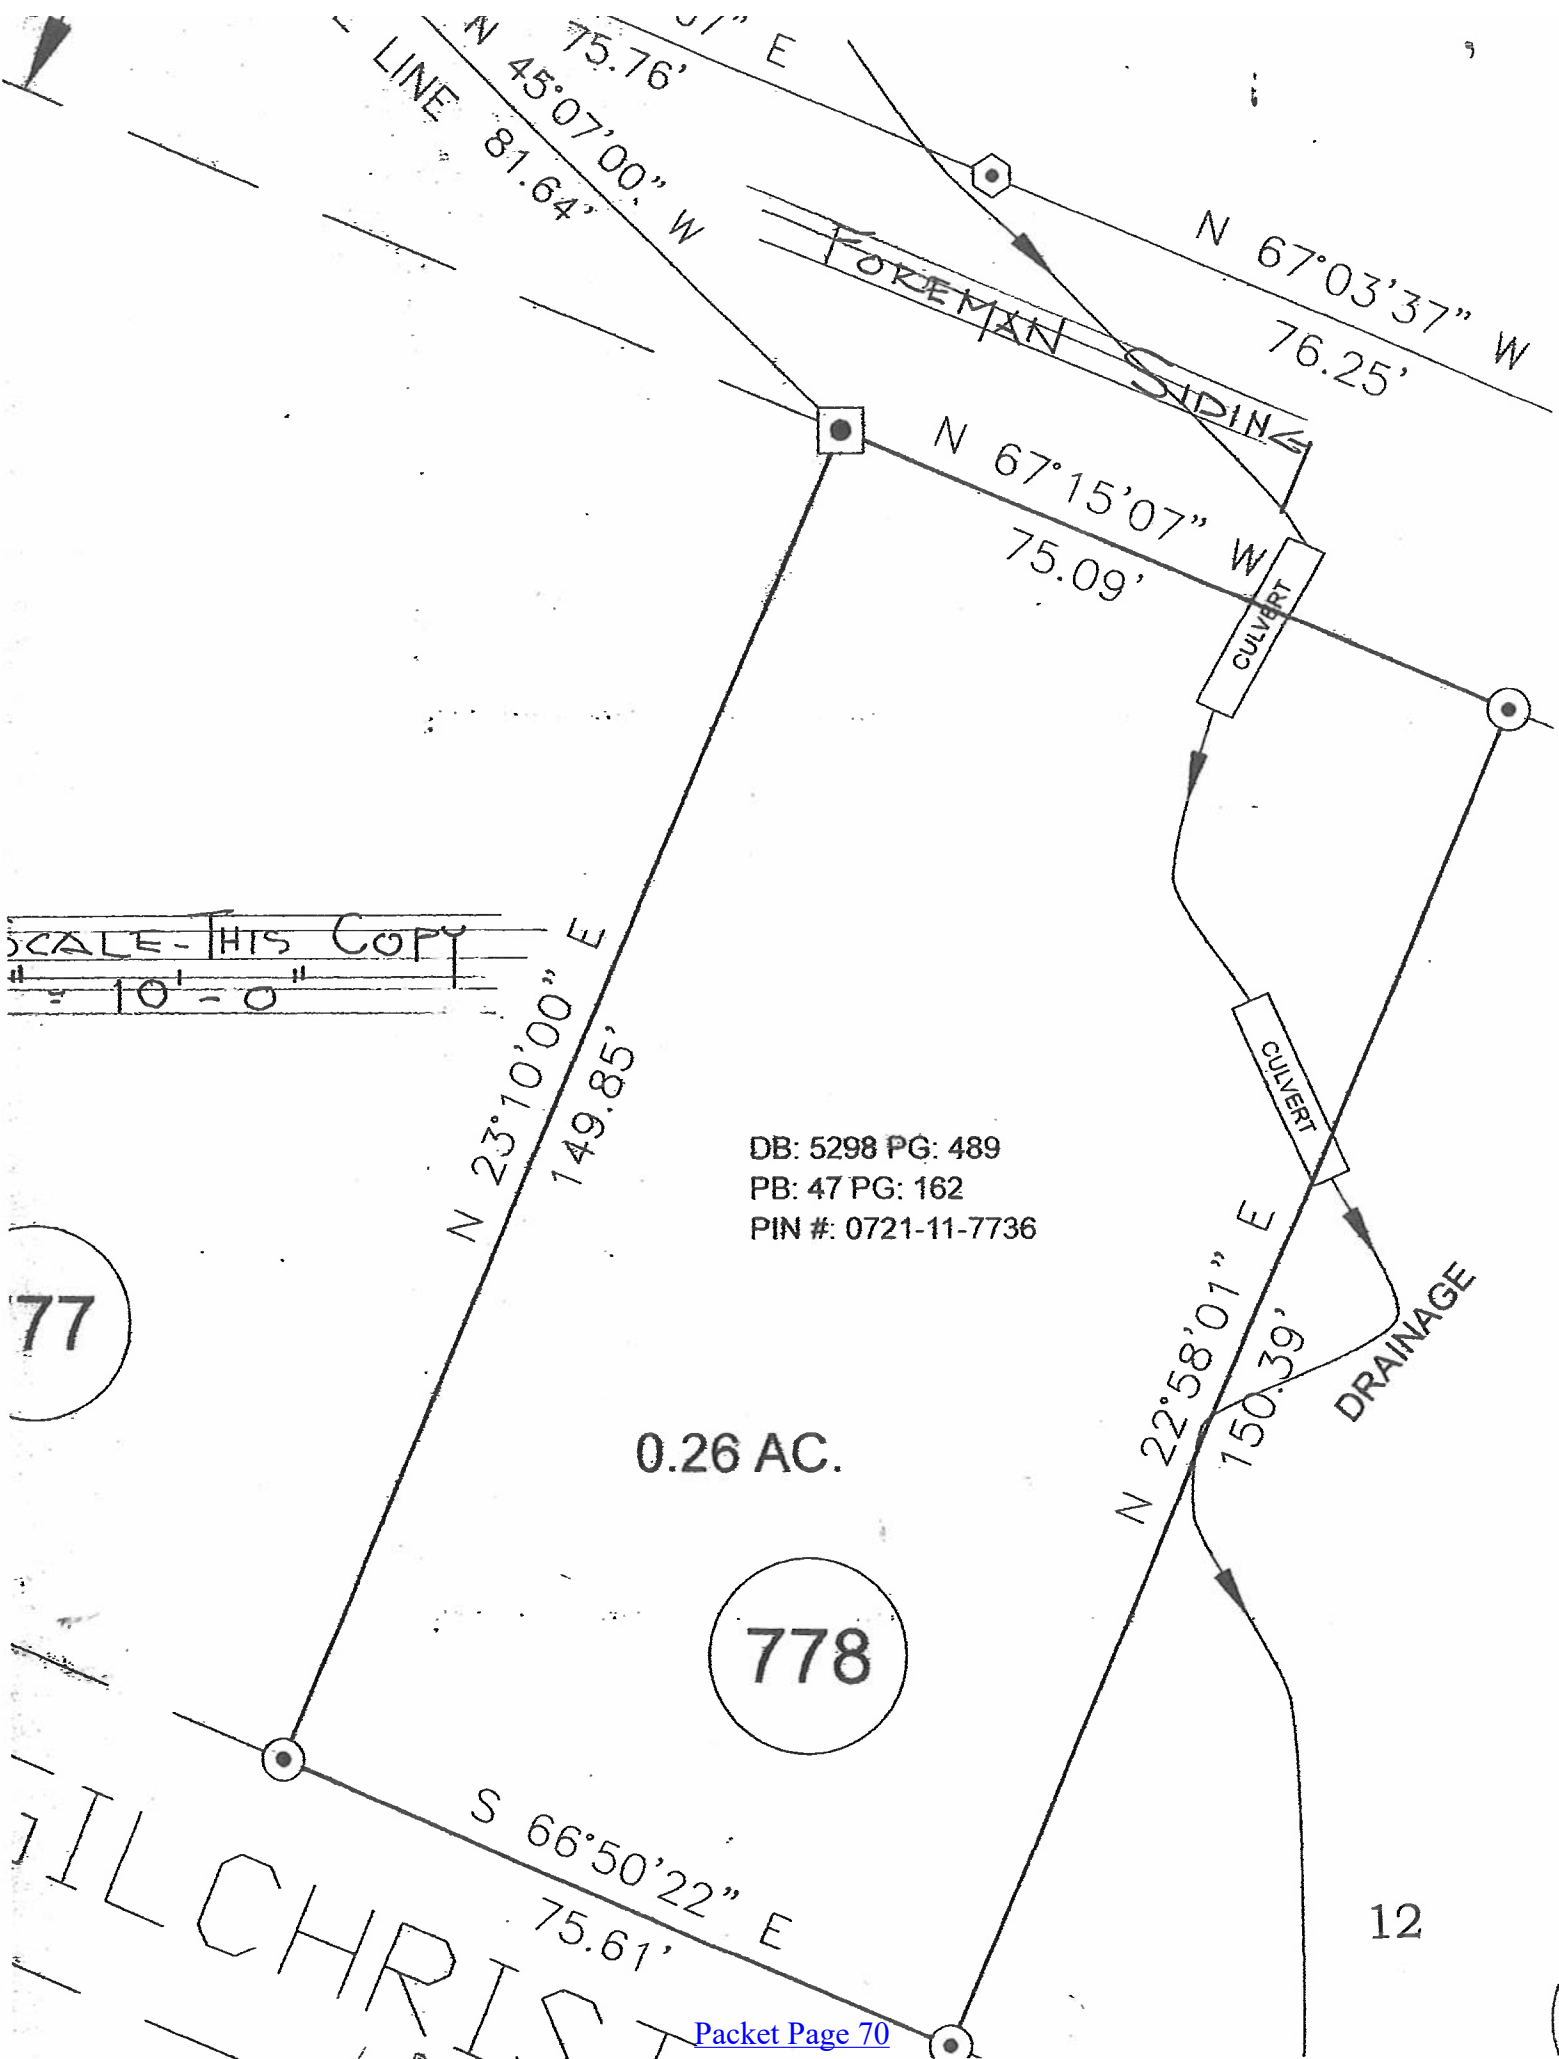 07" E
75.76'
N 45°07'00" W
LINE 81.64'
N 67°03'37" W
76.25'
FOREMAN SIDING
N 67°15'07" W
75.09'
CULVERT
SCALE-THIS COPY
" = 10'-0"
N 23°10'00" E
149.85'
CULVERT
DB: 5298 PG: 489
PB: 47 PG: 162
PIN #: 0721-11-7736
77
N 22°58'01" E
150.39'
DRAINAGE
0.26 AC.
778
S 66°50'22" E
75.61'
GILCHRIST
12
Packet Page 70